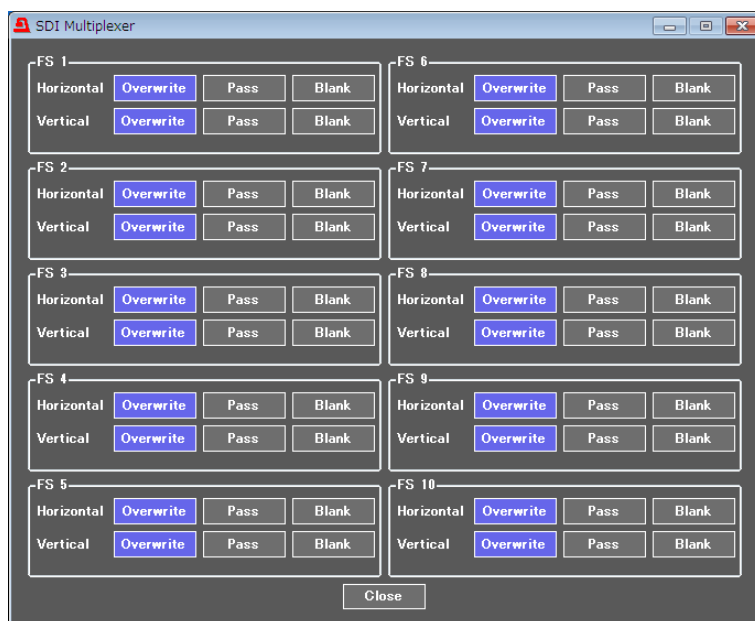 SDI Multiplexer
FS 1
Horizontal Overwrite Pass Blank
Vertical Overwrite Pass Blank
FS 2
Horizontal Overwrite Pass Blank
Vertical Overwrite Pass Blank
FS 3
Horizontal Overwrite Pass Blank
Vertical Overwrite Pass Blank
FS 4
Horizontal Overwrite Pass Blank
Vertical Overwrite Pass Blank
FS 5
Horizontal Overwrite Pass Blank
Vertical Overwrite Pass Blank
FS 6
Horizontal Overwrite Pass Blank
Vertical Overwrite Pass Blank
FS 7
Horizontal Overwrite Pass Blank
Vertical Overwrite Pass Blank
FS 8
Horizontal Overwrite Pass Blank
Vertical Overwrite Pass Blank
FS 9
Horizontal Overwrite Pass Blank
Vertical Overwrite Pass Blank
FS 10
Horizontal Overwrite Pass Blank
Vertical Overwrite Pass Blank
Close